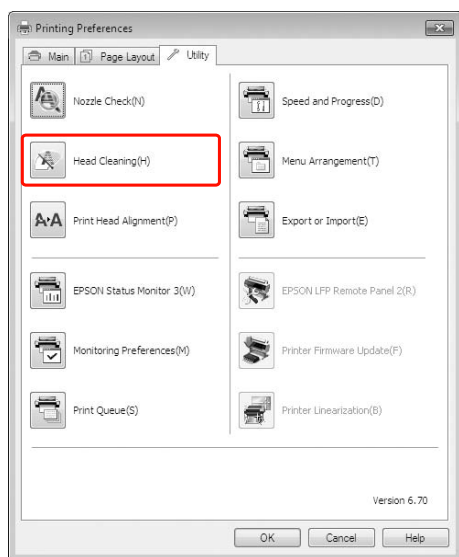 Printing Preferences
Main Page Layout Utility
Nozzle Check(N)
Speed and Progress(D)
Head Cleaning(H)
Menu Arrangement(T)
Print Head Alignment(P)
Export or Import(E)
EPSON Status Monitor 3(W)
EPSON LFP Remote Panel 2(R)
Monitoring Preferences(M)
Printer Firmware Update(F)
Print Queue(S)
Printer Linearization(B)
Version 6.70
OK Cancel Help